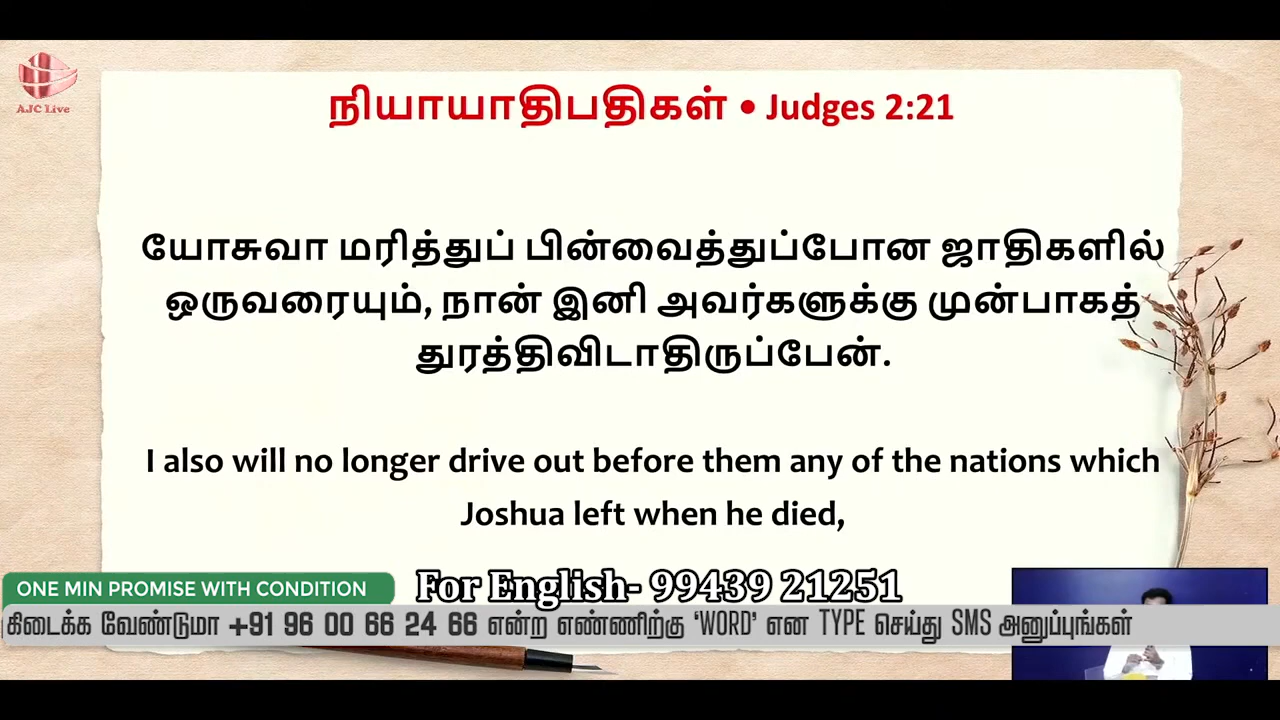 AJC Live
நியாயாதிபதிகள் • Judges 2:21
யோசுவா மரித்துப் பின்வைத்துப்போன ஜாதிகளில்
ஒருவரையும், நான் இனி அவர்களுக்கு முன்பாகத்
துரத்திவிடாதிருப்பேன்.
I also will no longer drive out before them any of the nations which
Joshua left when he died,
ONE MIN PROMISE WITH CONDITION
For English- 99439 21251
கிடைக்க வேண்டுமா +91 96 00 66 24 66 என்ற எண்ணிற்கு ‘WORD’ என TYPE செய்து SMS அனுப்புங்கள்